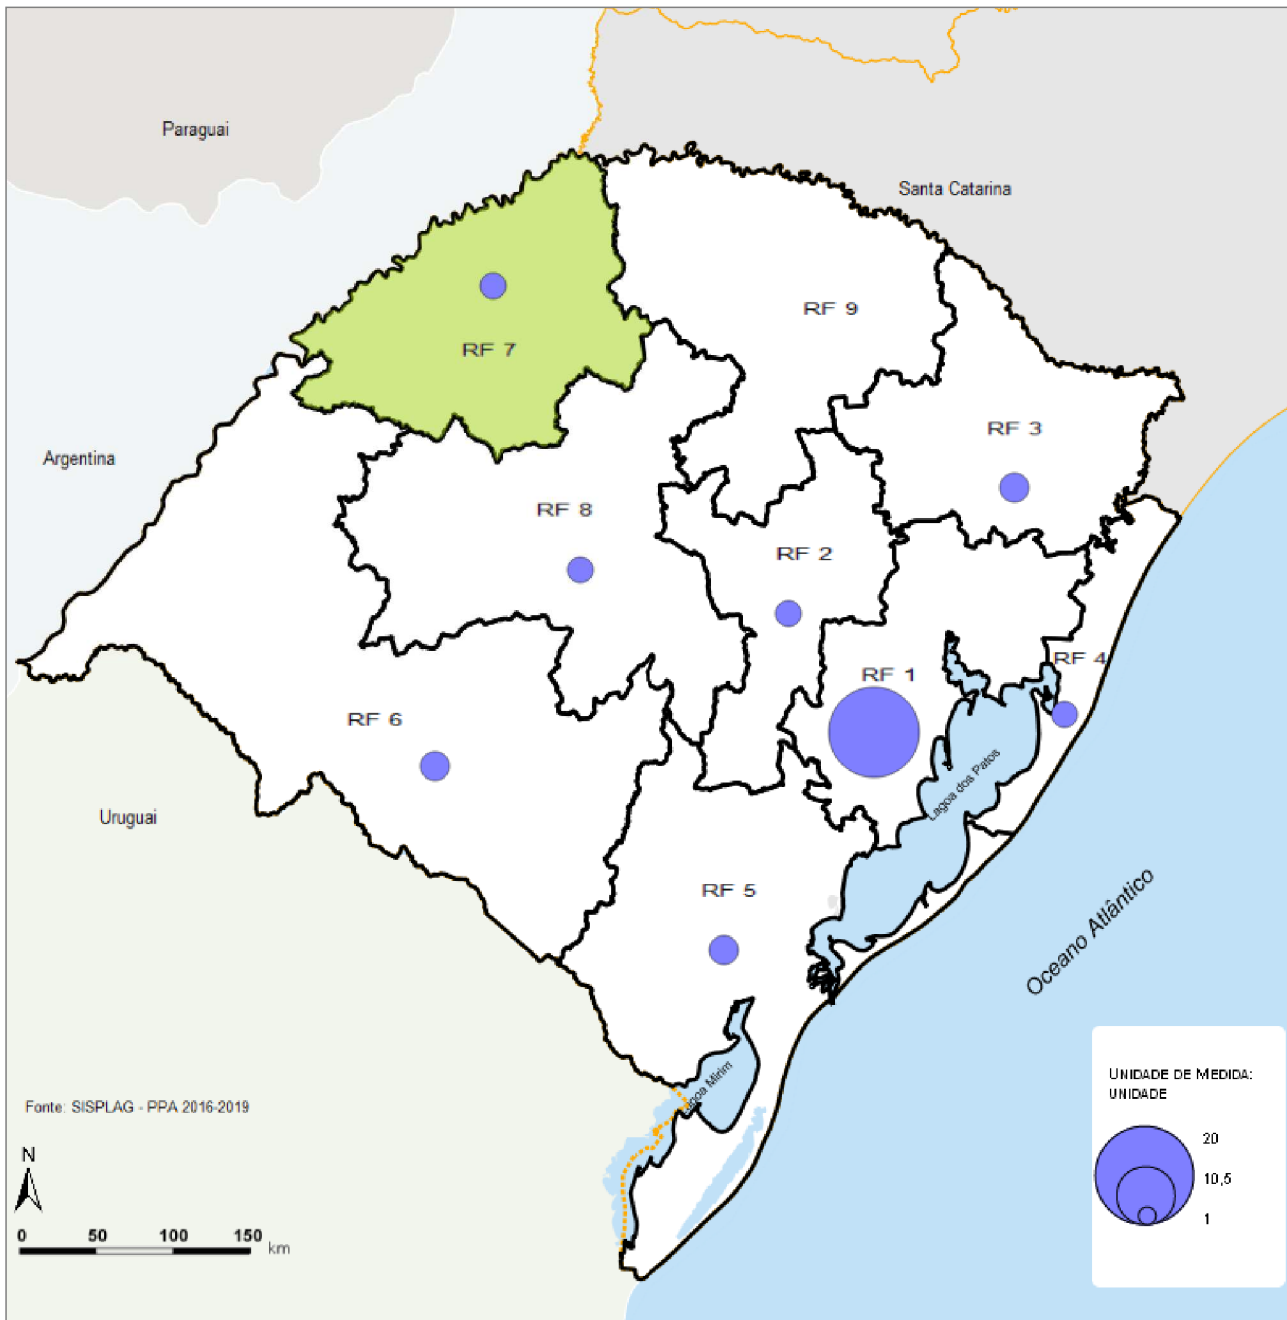 Paraguai
Santa Catarina
RF 9
RF 7
RF 3
Argentina
RF 8
RF 2
RF 4
RF 1
RF 6
Lagoa dos Patos
Uruguai
RF 5
Oceano Atlântico
Lagoa Mirim
UNIDADE DE MEDIDA:
UNIDADE
20
10,5
1
Fonte: SISPLAG - PPA 2016-2019
N
0 50 100 150 km